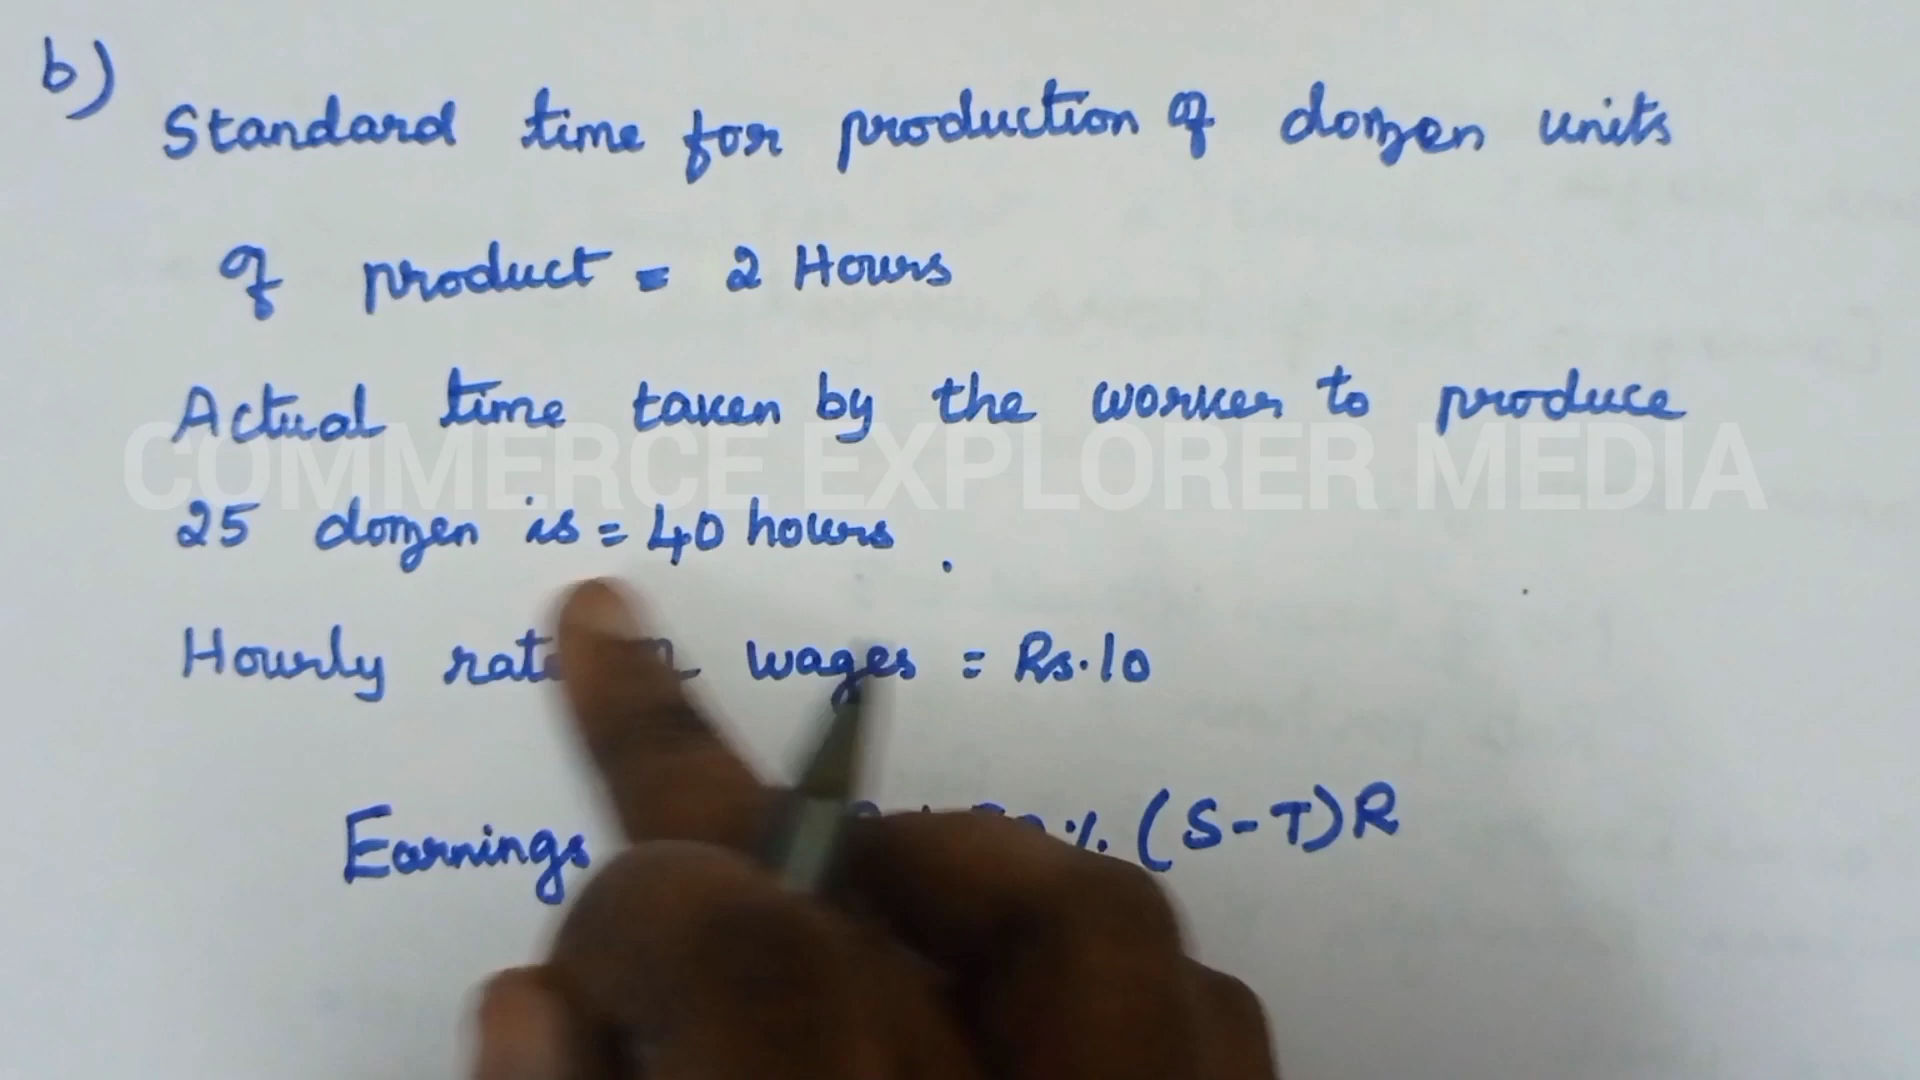 b)
Standard time for production of dozen units
of product = 2 Hours
Actual time taken by the worker to produce
COMMERCE EXPLORER MEDIA
25 dozen is = 40 hours.
Hourly rate wages = Rs.10
Earnings % (S-T)R